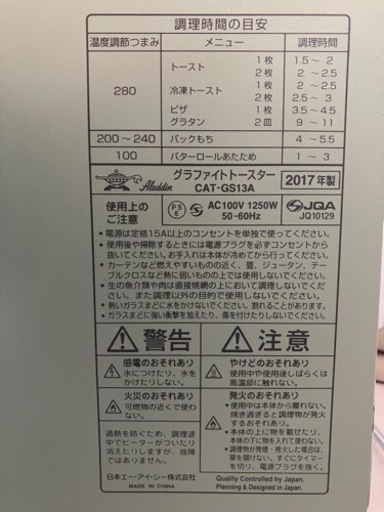 調理時間の目安
温度調節つまみ メニュー 調理時間
280 トースト 1枚 1.5～2
2枚 2～2.5
冷凍トースト 1枚 2～2.5
2枚 2.5～3
ピザ 1枚 3.5～4.5
グラタン 2皿 9～11
200～240 パックもち 4～5.5
100 バターロールあたため 1～3
Aladdin グラファイトトースター
CAT-GS13A 2017年製
使用上の
ご注意
PSE
AC100V 1250W
50-60Hz
JQA
JQ10129
•電源は定格15A以上のコンセントを単独で使ってください。
•使用後や掃除するときには電源プラグを必ずコンセントから
抜いてください。お手入れは本体が冷めてから行ってください。
•カーテンなど燃えやすいものの近く、畳、ジュータン、テー
ブルクロスなど熱に弱いものの上では使用しないでください。
•生の魚介類や肉は直接焼網の上において調理しないでくだ
さい。また調理以外の目的で使用しないでください。
•熱いガラスまどに水をかけないでください。割れることがあります。
•ガラスまどに強い衝撃を加えたり、傷を付けたりしないでください。
警告
感電のおそれあり
水につけたり、水を
かけたりしない。
火災のおそれあり
可燃物の近くで使わ
ない。
過熱を防ぐため、調理途
中でヒーターがついたり
消えたりしますが、故障
ではありません。
日本エー・アイ・シー株式会社
MADE IN CHINA
注意
やけどのおそれあり
使用中や使用後しばらくは
高温部に触れない。
発火のおそれあり
•使用中は本体から離れない。
焼き過ぎると調理物が発火
するおそれあり。
•本体の上に物を載せたり、
本体の下に物を入れて使わない。
•調理物が発煙・発火した場合は、
扉を開けない。すぐにタイマー
を切り、電源プラグを抜く。
Quality Controlled by Japan.
Planning & Designed in Japan.